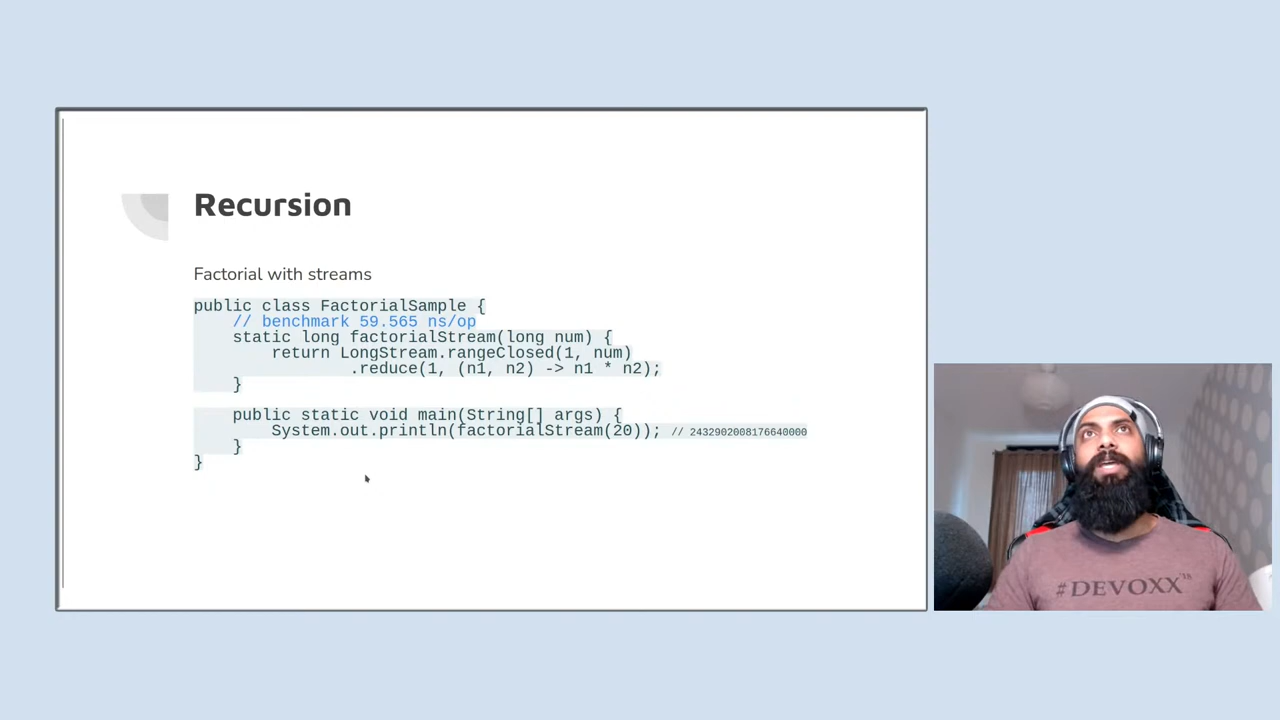 Recursion
Factorial with streams
public class FactorialSample {
// benchmark 59.565 ns/op
static long factorialStream(long num) {
return LongStream.rangeClosed(1, num)
.reduce(1, (n1, n2) -> n1 * n2);
}
public static void main(String[] args) {
System.out.println(factorialStream(20)); // 2432902008176640000
}
}
#DEVOXX™